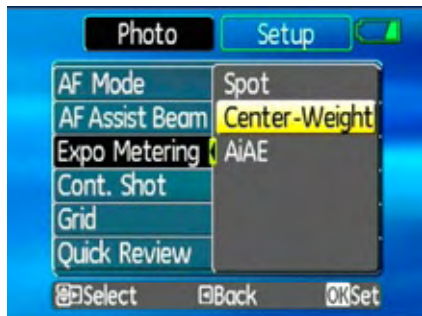 Photo Setup
AF Mode Spot
AF Assist Beam Center-Weight
Expo Metering AiAE
Cont. Shot
Grid
Quick Review
Select Back OK Set